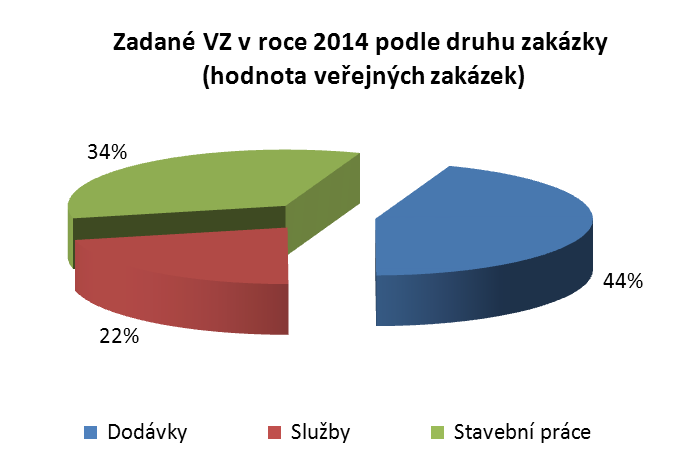 Zadané VZ v roce 2014 podle druhu zakázky
(hodnota veřejných zakázek)
34%
44%
22%
Dodávky
Služby
Stavební práce